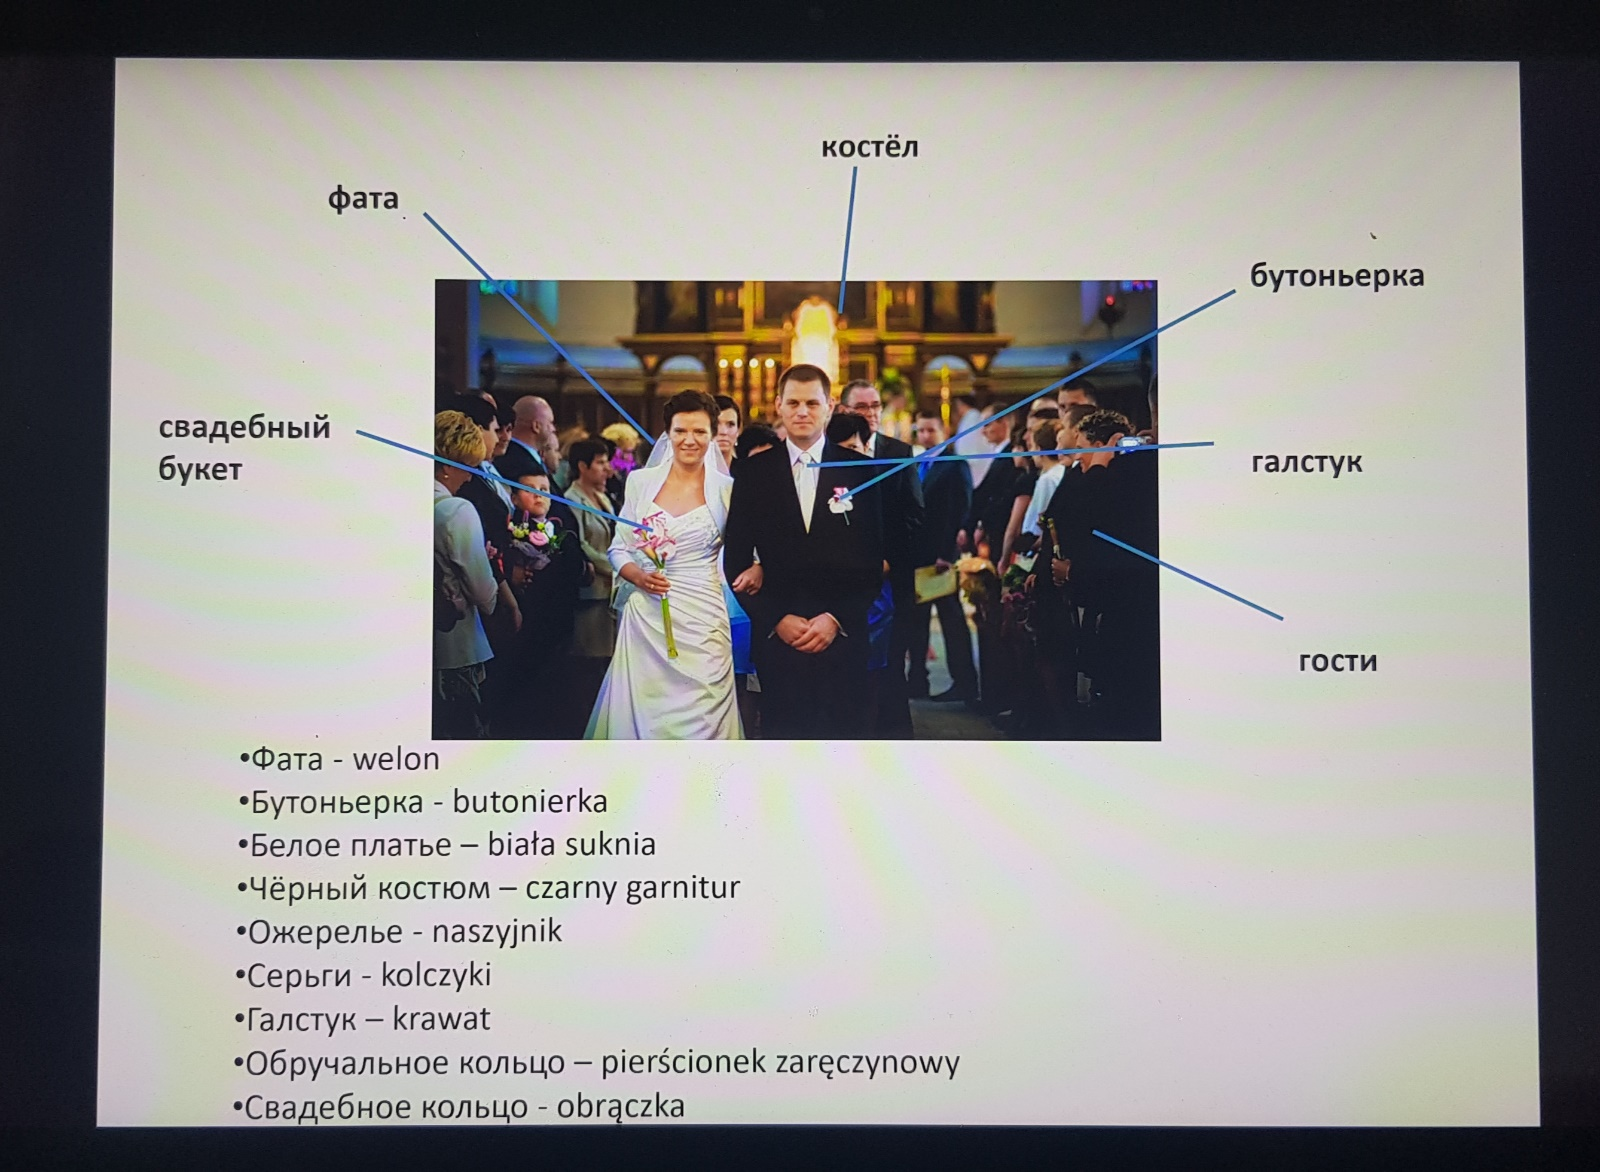 костёл
фата
бутоньерка
свадебный
букет
галстук
гости
•Фата - welon
•Бутоньерка - butonierka
•Белое платье – biała suknia
•Чёрный костюм – czarny garnitur
•Ожерелье - naszyjnik
•Серьги - kolczyki
•Галстук – krawat
•Обручальное кольцо – pierścionek zaręczynowy
•Свадебное кольцо - obrączka